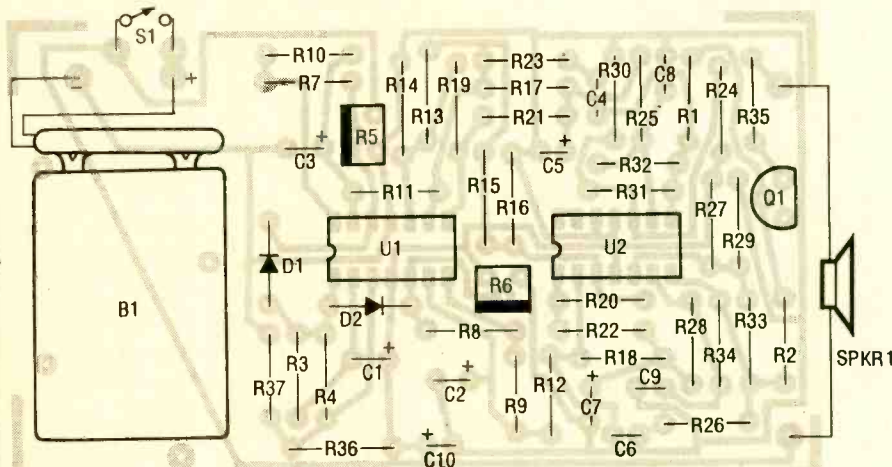 S1
- +
R10
R7
R14
R13
R19
R23
R17
R21
C4
R30
R25
C8
R1
R24
R35
+
C3
R5
+
C5
R32
R31
R11
R15
R16
R27
R29
Q1
U1
U2
D1
R6
B1
D2
R20
R8
R22
R28
R34
R33
R2
SPKR1
R37
R3
R4
+
C1
+
C2
R9
R12
R18
+
C7
C9
R26
R36
+
C10
C6